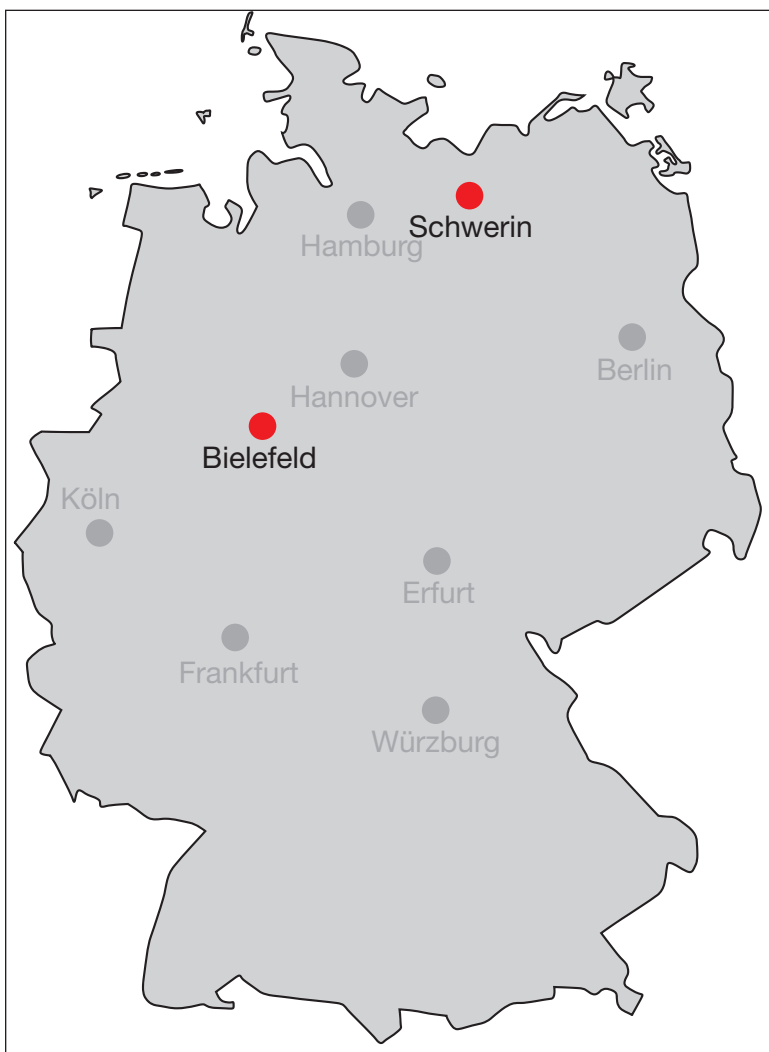 Schwerin
Hamburg
Berlin
Hannover
Bielefeld
Köln
Erfurt
Frankfurt
Würzburg